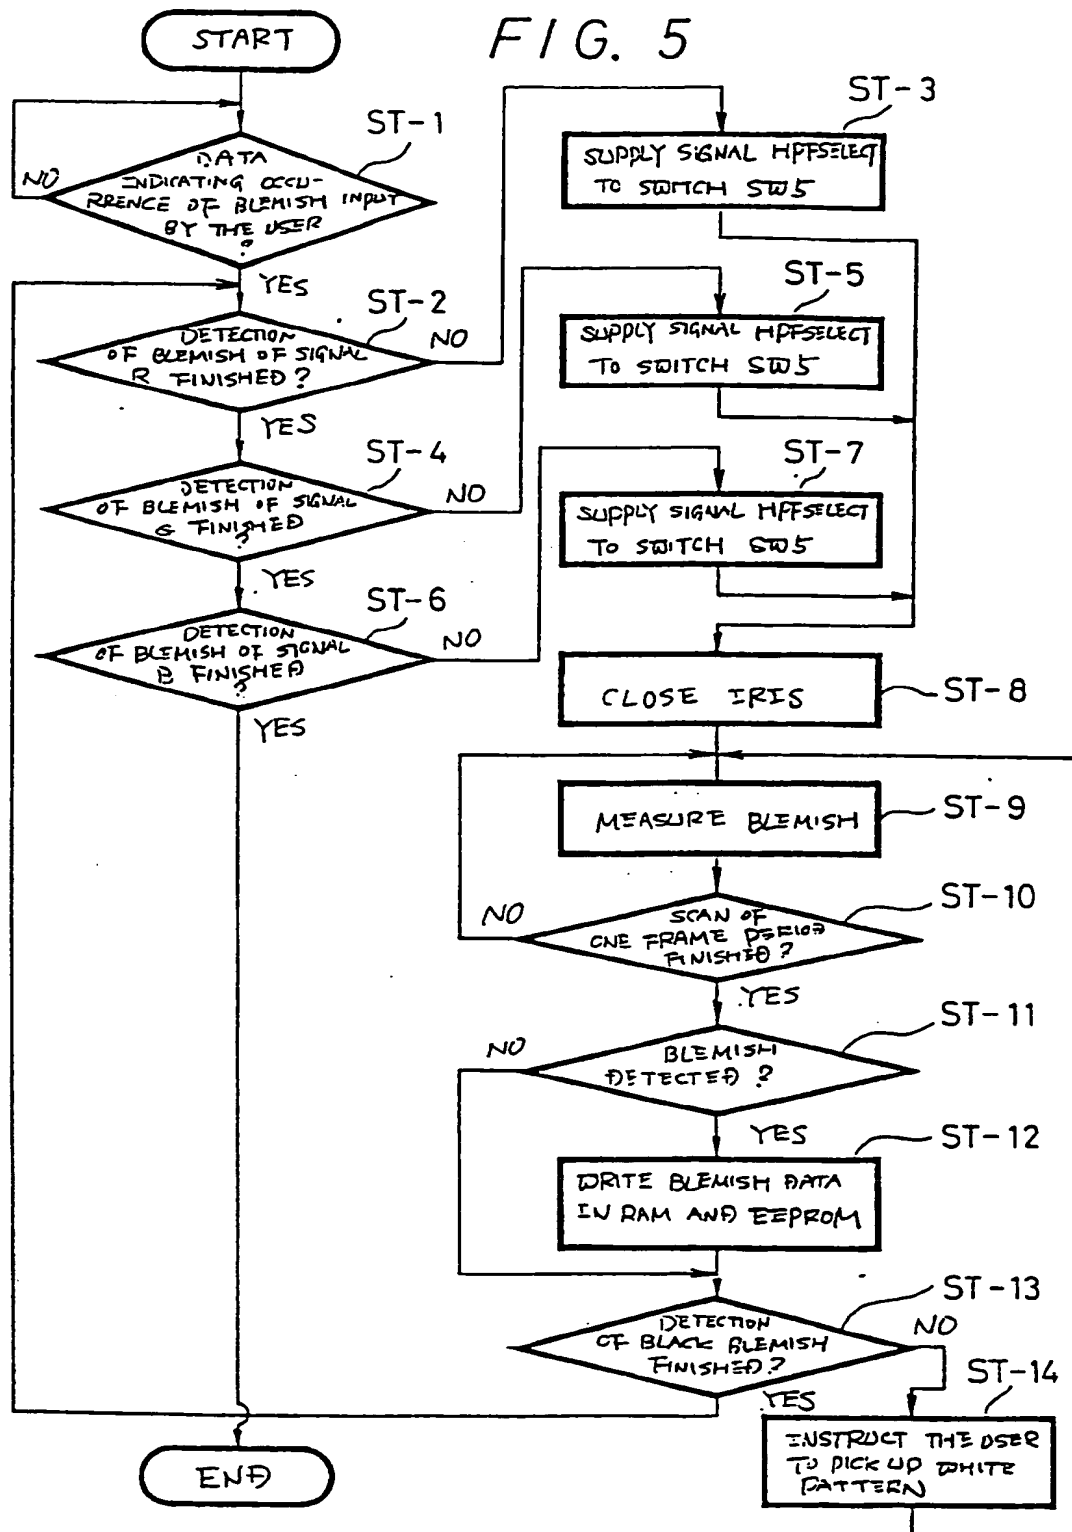 FIG. 5
START
ST-1
DATA
INDICATING OCCU-
RRENCE OF BLEMISH INPUT
BY THE USER
?
NO
YES
ST-2
DETECTION
OF BLEMISH OF SIGNAL
R FINISHED?
NO
YES
ST-3
SUPPLY SIGNAL HPFSELECT
TO SWITCH SW5
ST-4
DETECTION
OF BLEMISH OF SIGNAL
G FINISHED
?
NO
YES
ST-5
SUPPLY SIGNAL HPFSELECT
TO SWITCH SW5
ST-6
DETECTION
OF BLEMISH OF SIGNAL
B FINISHED
?
NO
YES
ST-7
SUPPLY SIGNAL HPFSELECT
TO SWITCH SW5
CLOSE IRIS
ST-8
MEASURE BLEMISH
ST-9
ST-10
SCAN OF
ONE FRAME PERIOD
FINISHED?
NO
YES
ST-11
BLEMISH
DETECTED?
NO
YES
ST-12
WRITE BLEMISH DATA
IN RAM AND EEPROM
ST-13
DETECTION
OF BLACK BLEMISH
FINISHED?
NO
YES
ST-14
INSTRUCT THE USER
TO PICK UP WHITE
PATTERN
END